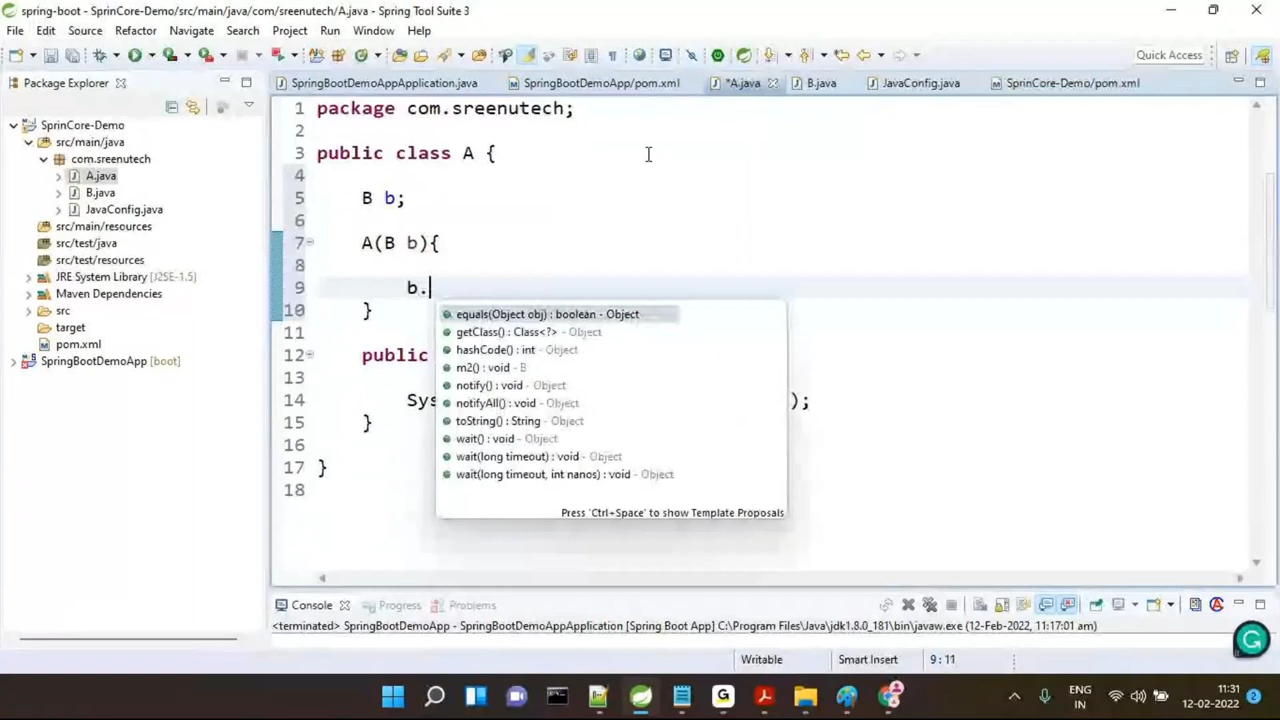 spring-boot - SprinCore-Demo/src/main/java/com/sreenutech/A.java - Spring Tool Suite 3
File Edit Source Refactor Navigate Search Project Run Window Help
Quick Access
Package Explorer
SpringBootDemoAppApplication.java SpringBootDemoApp/pom.xml *A.java B.java JavaConfig.java SprinCore-Demo/pom.xml
SprinCore-Demo
src/main/java
com.sreenutech
A.java
B.java
JavaConfig.java
src/main/resources
src/test/java
src/test/resources
JRE System Library [J2SE-1.5]
Maven Dependencies
src
target
pom.xml
SpringBootDemoApp [boot]
1 package com.sreenutech;
2
3 public class A {
4
5 B b;
6
7 A(B b){
8
9 b.
10 }
11
12 public
13
14 Sys );
15 }
16
17 }
18
equals(Object obj) : boolean - Object
getClass() : Class<?> - Object
hashCode() : int - Object
m2() : void - B
notify() : void - Object
notifyAll() : void - Object
toString() : String - Object
wait() : void - Object
wait(long timeout) : void - Object
wait(long timeout, int nanos) : void - Object
Press 'Ctrl+Space' to show Template Proposals
Console Progress Problems
<terminated> SpringBootDemoApp - SpringBootDemoAppApplication [Spring Boot App] C:\Program Files\Java\jdk1.8.0_181\bin\javaw.exe (12-Feb-2022, 11:17:01 am)
Writable Smart Insert 9 : 11
ENG
IN
11:31
12-02-2022
2